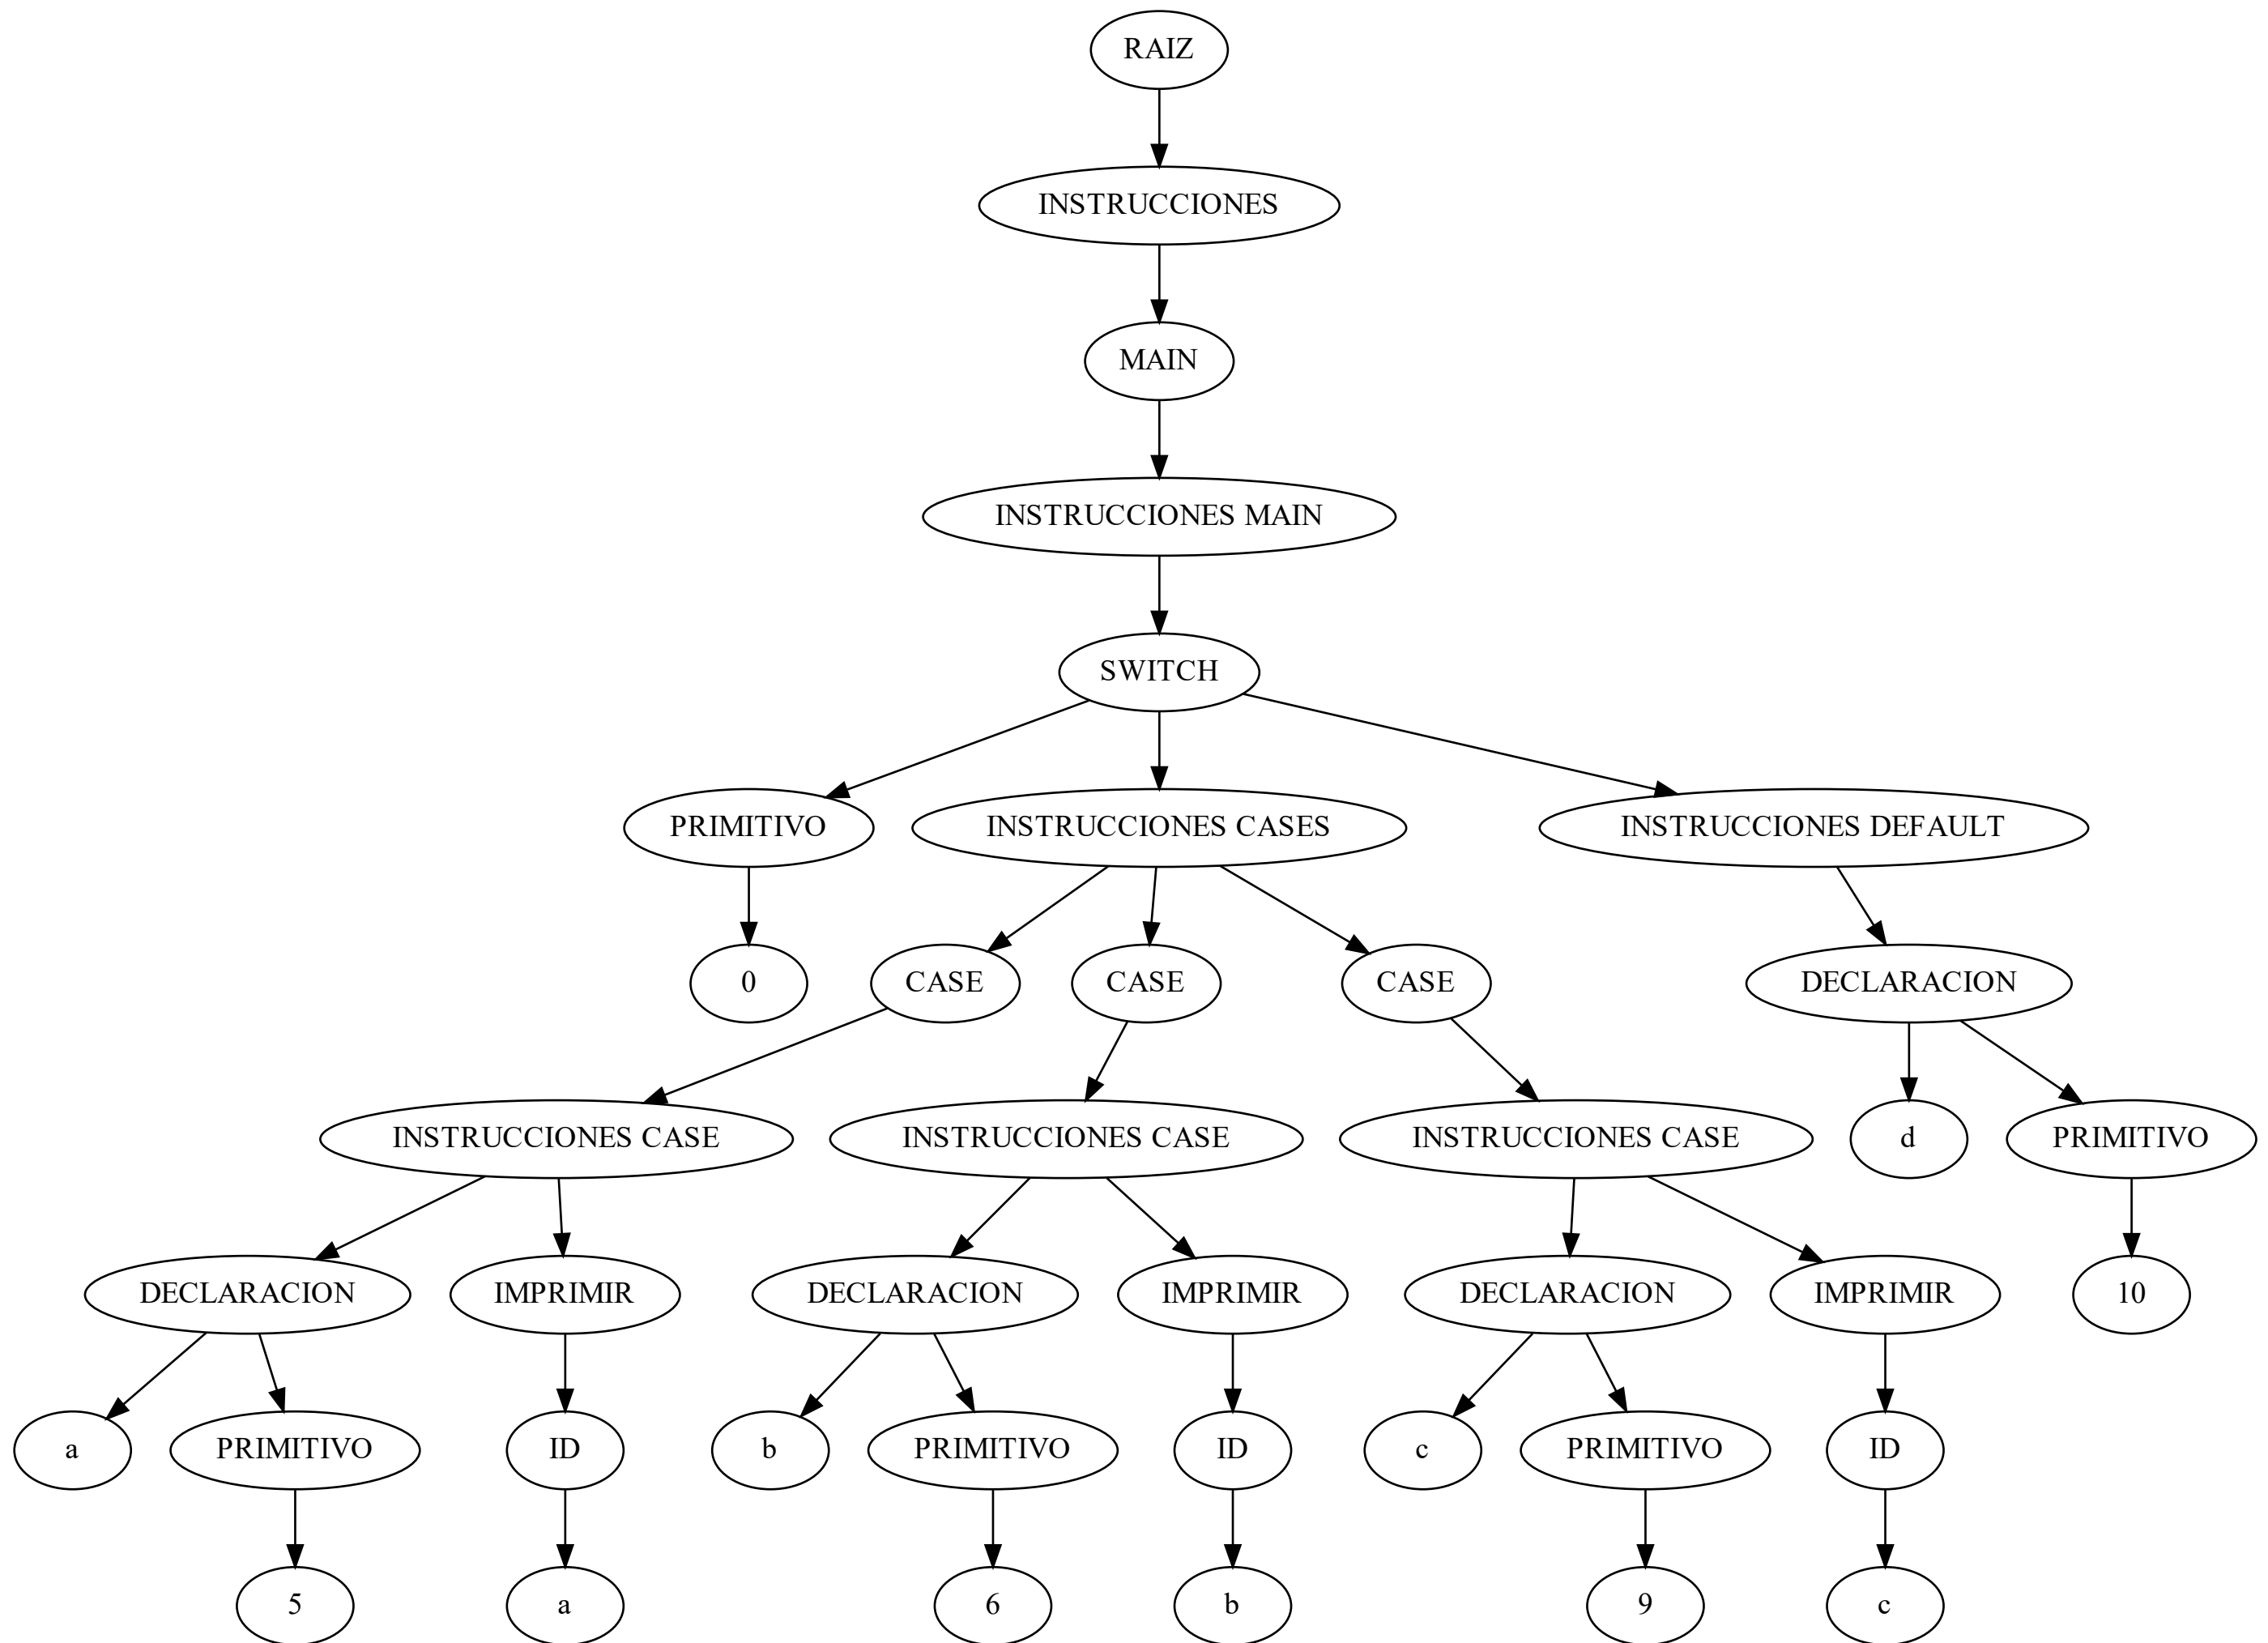 RAIZ
INSTRUCCIONES
MAIN
INSTRUCCIONES MAIN
SWITCH
PRIMITIVO
INSTRUCCIONES CASES
INSTRUCCIONES DEFAULT
0
CASE
CASE
CASE
DECLARACION
INSTRUCCIONES CASE
INSTRUCCIONES CASE
INSTRUCCIONES CASE
d
PRIMITIVO
DECLARACION
IMPRIMIR
DECLARACION
IMPRIMIR
DECLARACION
IMPRIMIR
10
a
PRIMITIVO
ID
b
PRIMITIVO
ID
c
PRIMITIVO
ID
5
a
6
b
9
c